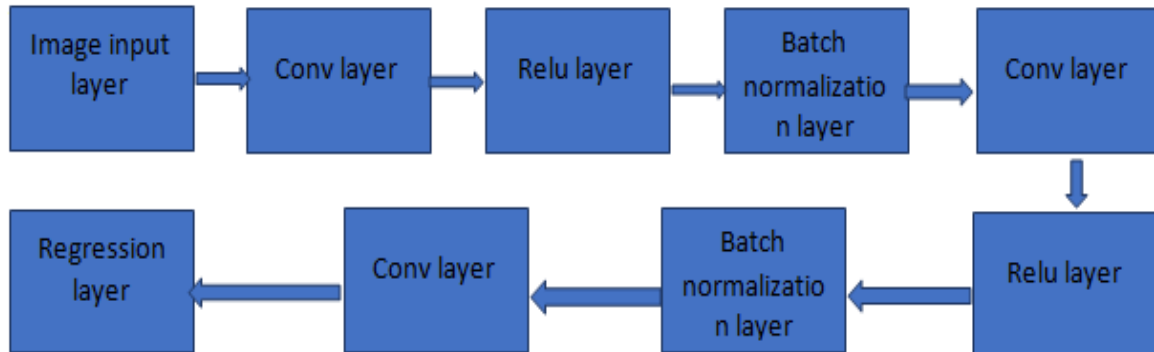 Image input
layer
Conv layer
Relu layer
Batch
normalizatio
n layer
Conv layer
Relu layer
Batch
normalizatio
n layer
Conv layer
Regression
layer